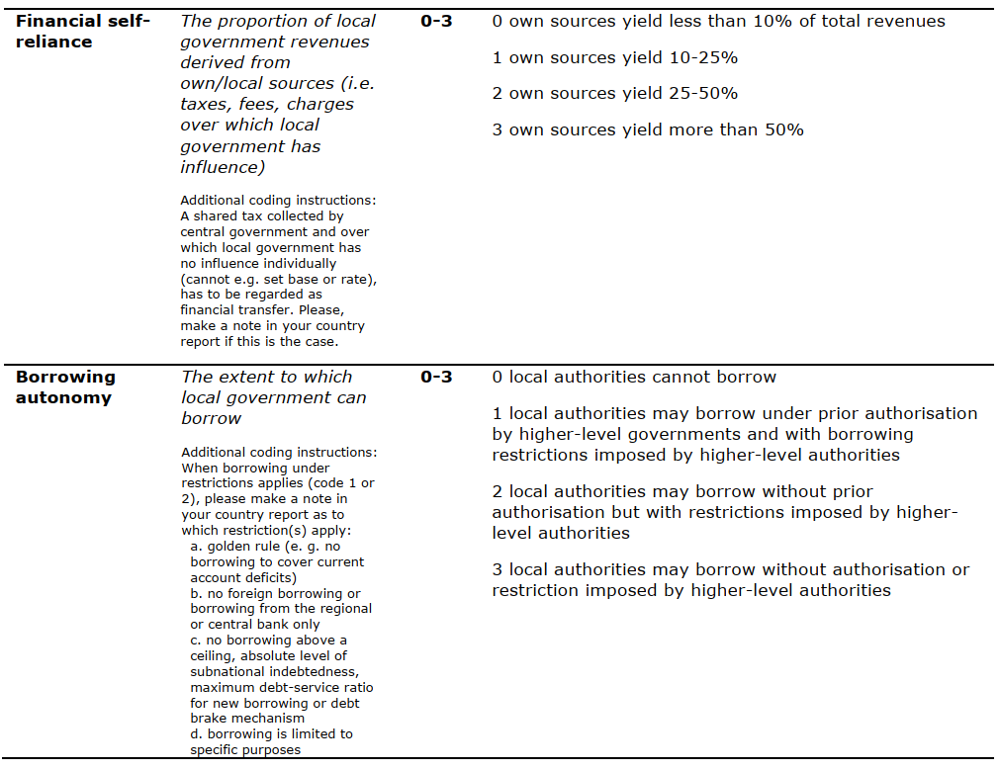 Financial self-
reliance
The proportion of local
government revenues
derived from
own/local sources (i.e.
taxes, fees, charges
over which local
government has
influence)
Additional coding instructions:
A shared tax collected by
central government and over
which local government has
no influence individually
(cannot e.g. set base or rate),
has to be regarded as
financial transfer. Please,
make a note in your country
report if this is the case.
0-3
0 own sources yield less than 10% of total revenues
1 own sources yield 10-25%
2 own sources yield 25-50%
3 own sources yield more than 50%
Borrowing
autonomy
The extent to which
local government can
borrow
Additional coding instructions:
When borrowing under
restrictions applies (code 1 or
2), please make a note in
your country report as to
which restriction(s) apply:
a. golden rule (e. g. no
borrowing to cover current
account deficits)
b. no foreign borrowing or
borrowing from the regional
or central bank only
c. no borrowing above a
ceiling, absolute level of
subnational indebtedness,
maximum debt-service ratio
for new borrowing or debt
brake mechanism
d. borrowing is limited to
specific purposes
0-3
0 local authorities cannot borrow
1 local authorities may borrow under prior authorisation
by higher-level governments and with borrowing
restrictions imposed by higher-level authorities
2 local authorities may borrow without prior
authorisation but with restrictions imposed by higher-
level authorities
3 local authorities may borrow without authorisation or
restriction imposed by higher-level authorities